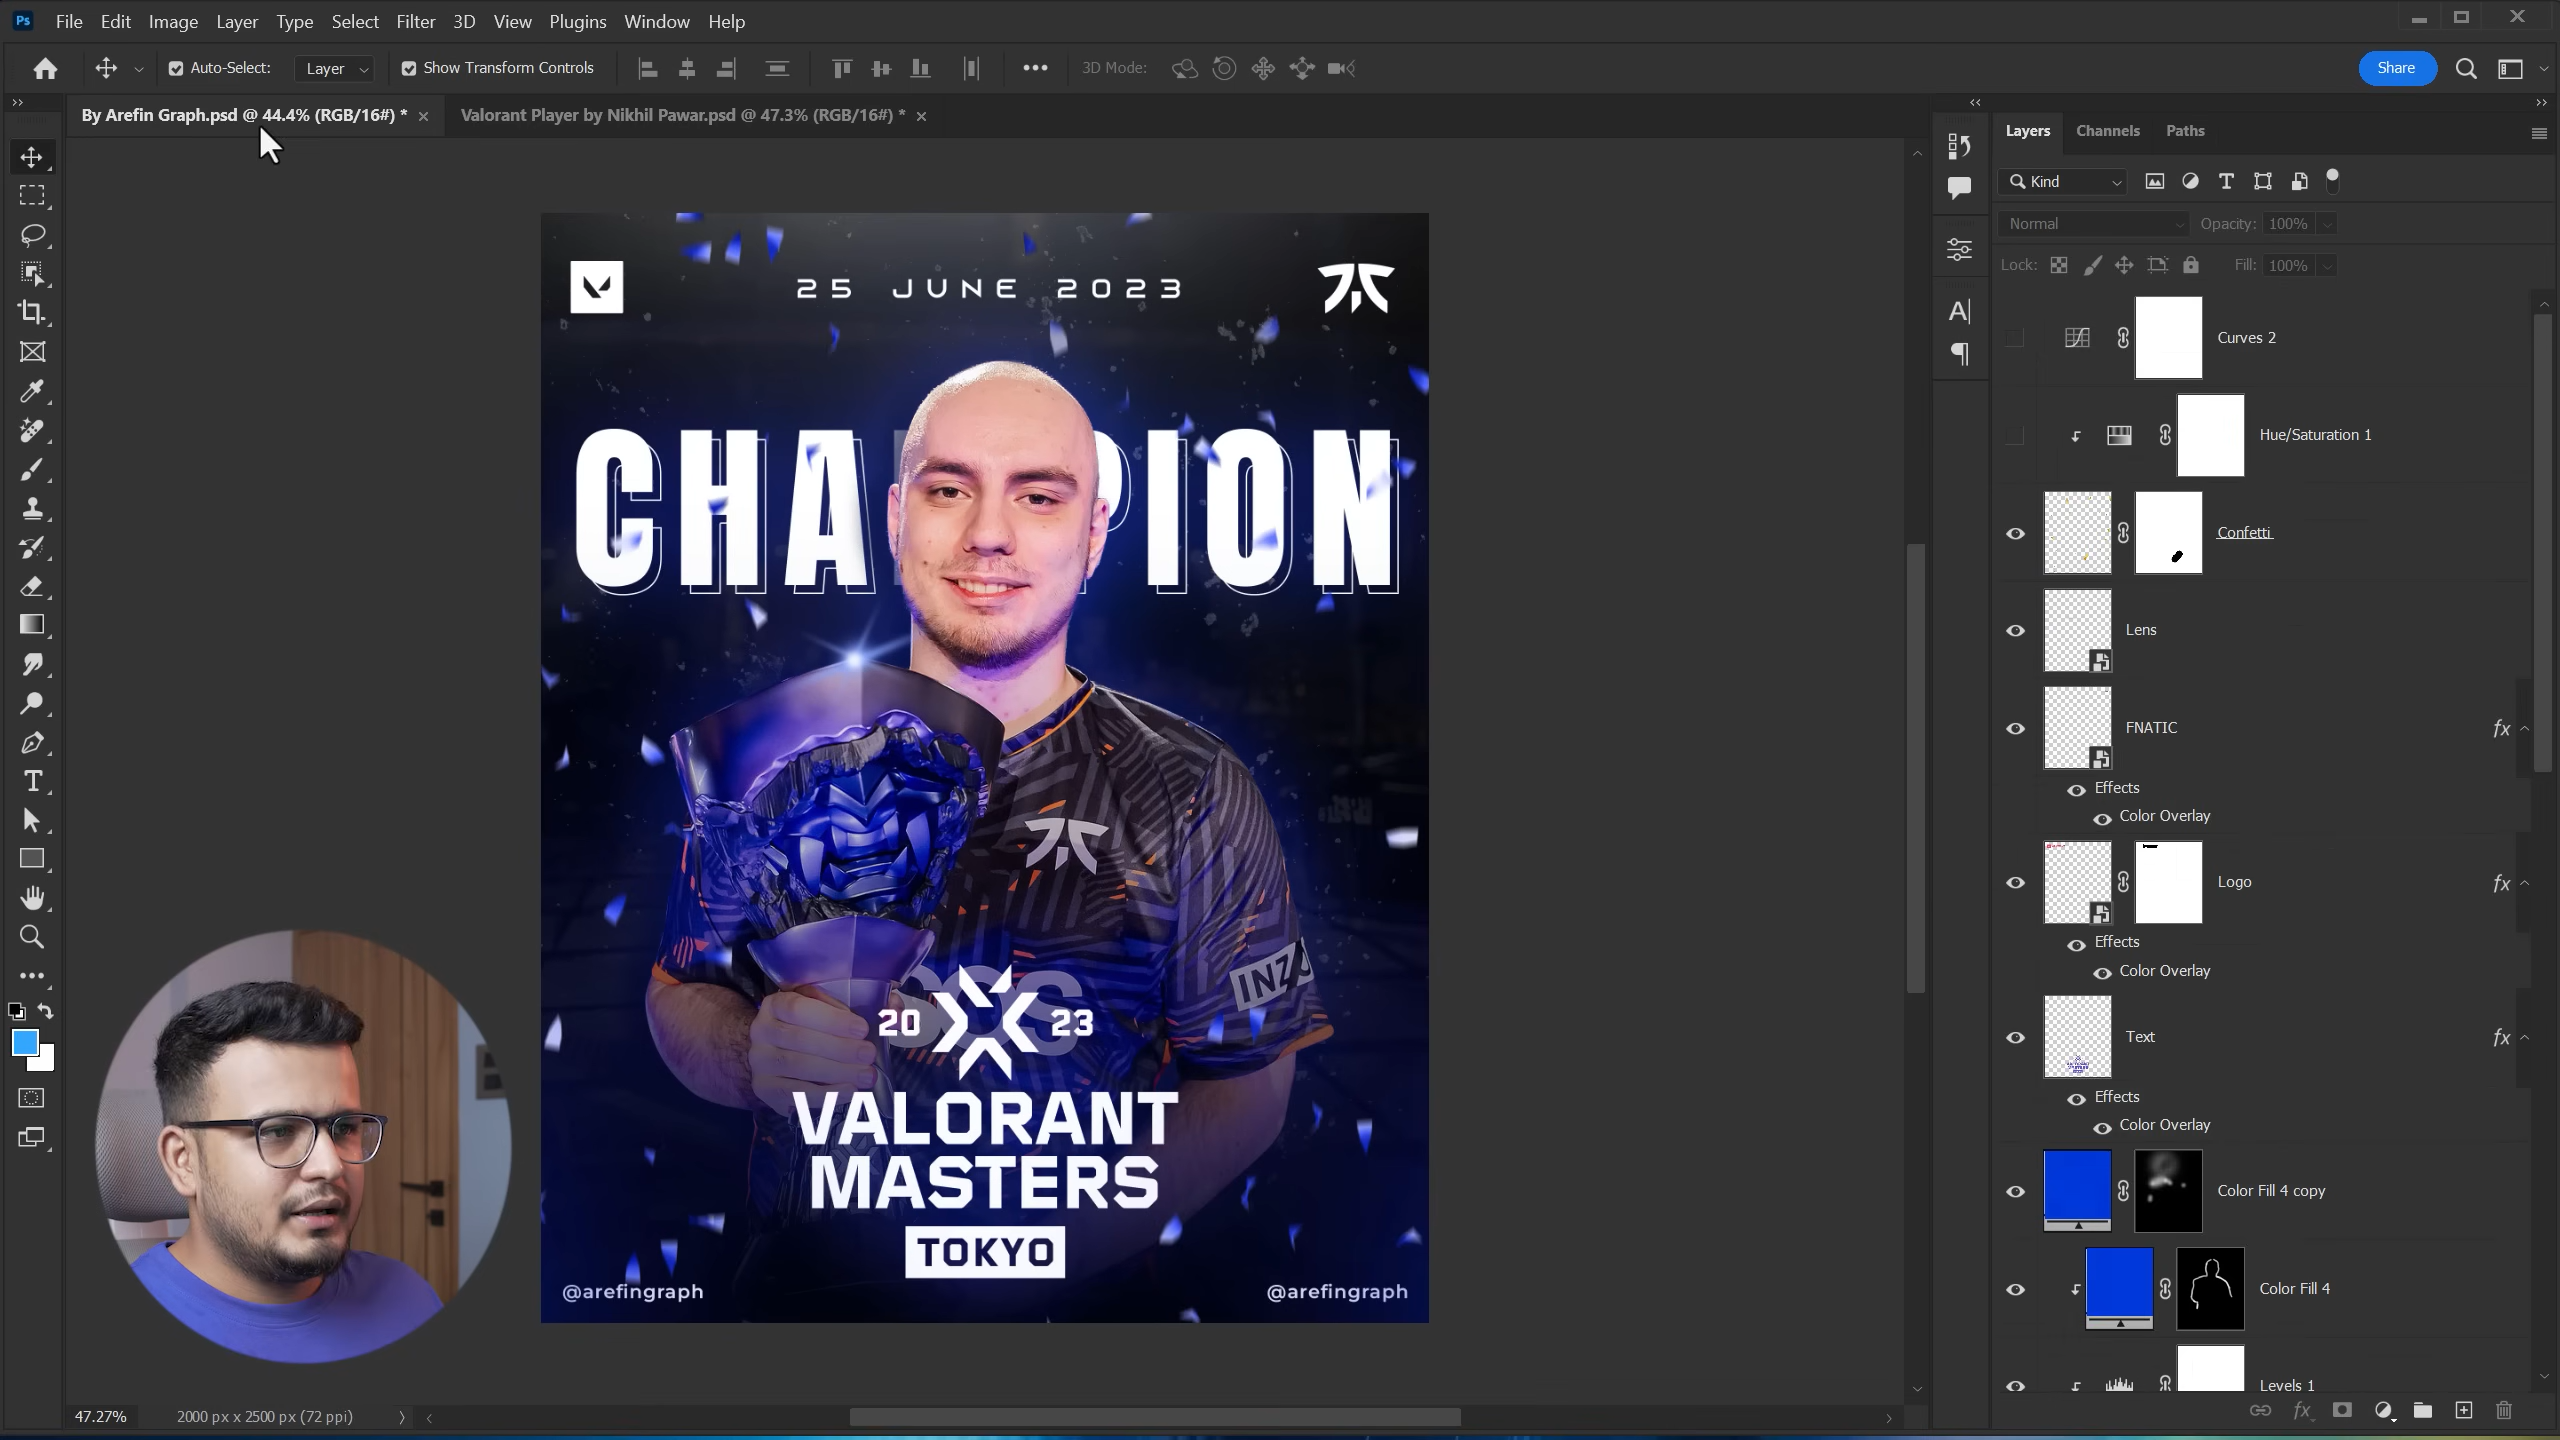 Ps File Edit Image Layer Type Select Filter 3D View Plugins Window Help
Auto-Select: Layer Show Transform Controls 3D Mode: Share
By Arefin Graph.psd @ 44.4% (RGB/16#) * Valorant Player by Nikhil Pawar.psd @ 47.3% (RGB/16#) *
Layers Channels Paths
Kind
Normal Opacity: 100%
Lock: Fill: 100%
Curves 2
Hue/Saturation 1
Confetti
Lens
FNATIC fx
Effects
Color Overlay
Logo fx
Effects
Color Overlay
Text fx
Effects
Color Overlay
Color Fill 4 copy
Color Fill 4
Levels 1
25 JUNE 2023
CHA PION
INZO
20 23
VALORANT
MASTERS
TOKYO
@arefingraph @arefingraph
47.27% 2000 px x 2500 px (72 ppi)